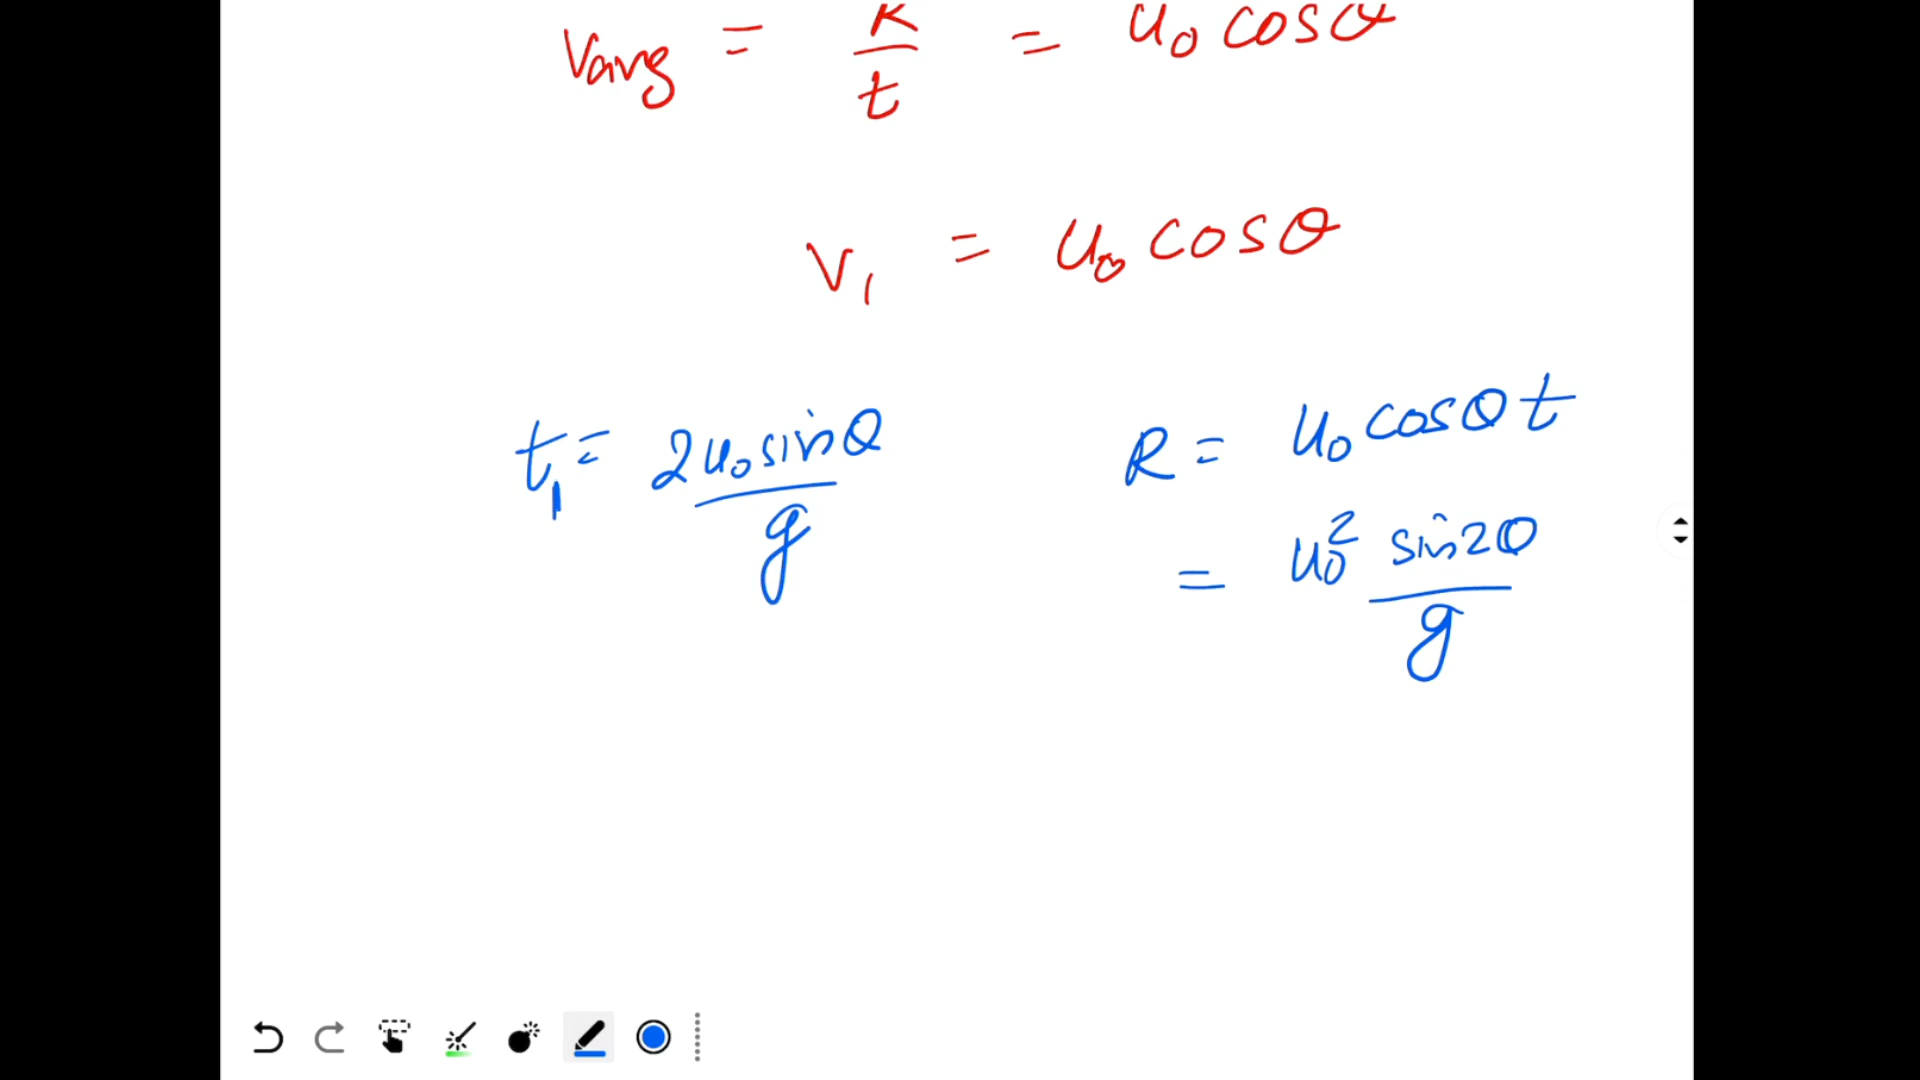 Vavg = R/t = u₀ cosθ
V₁ = u₀ cosθ
t₁ = 2u₀ sinθ/g
R = u₀ cosθ t
= u₀² sin2θ/g